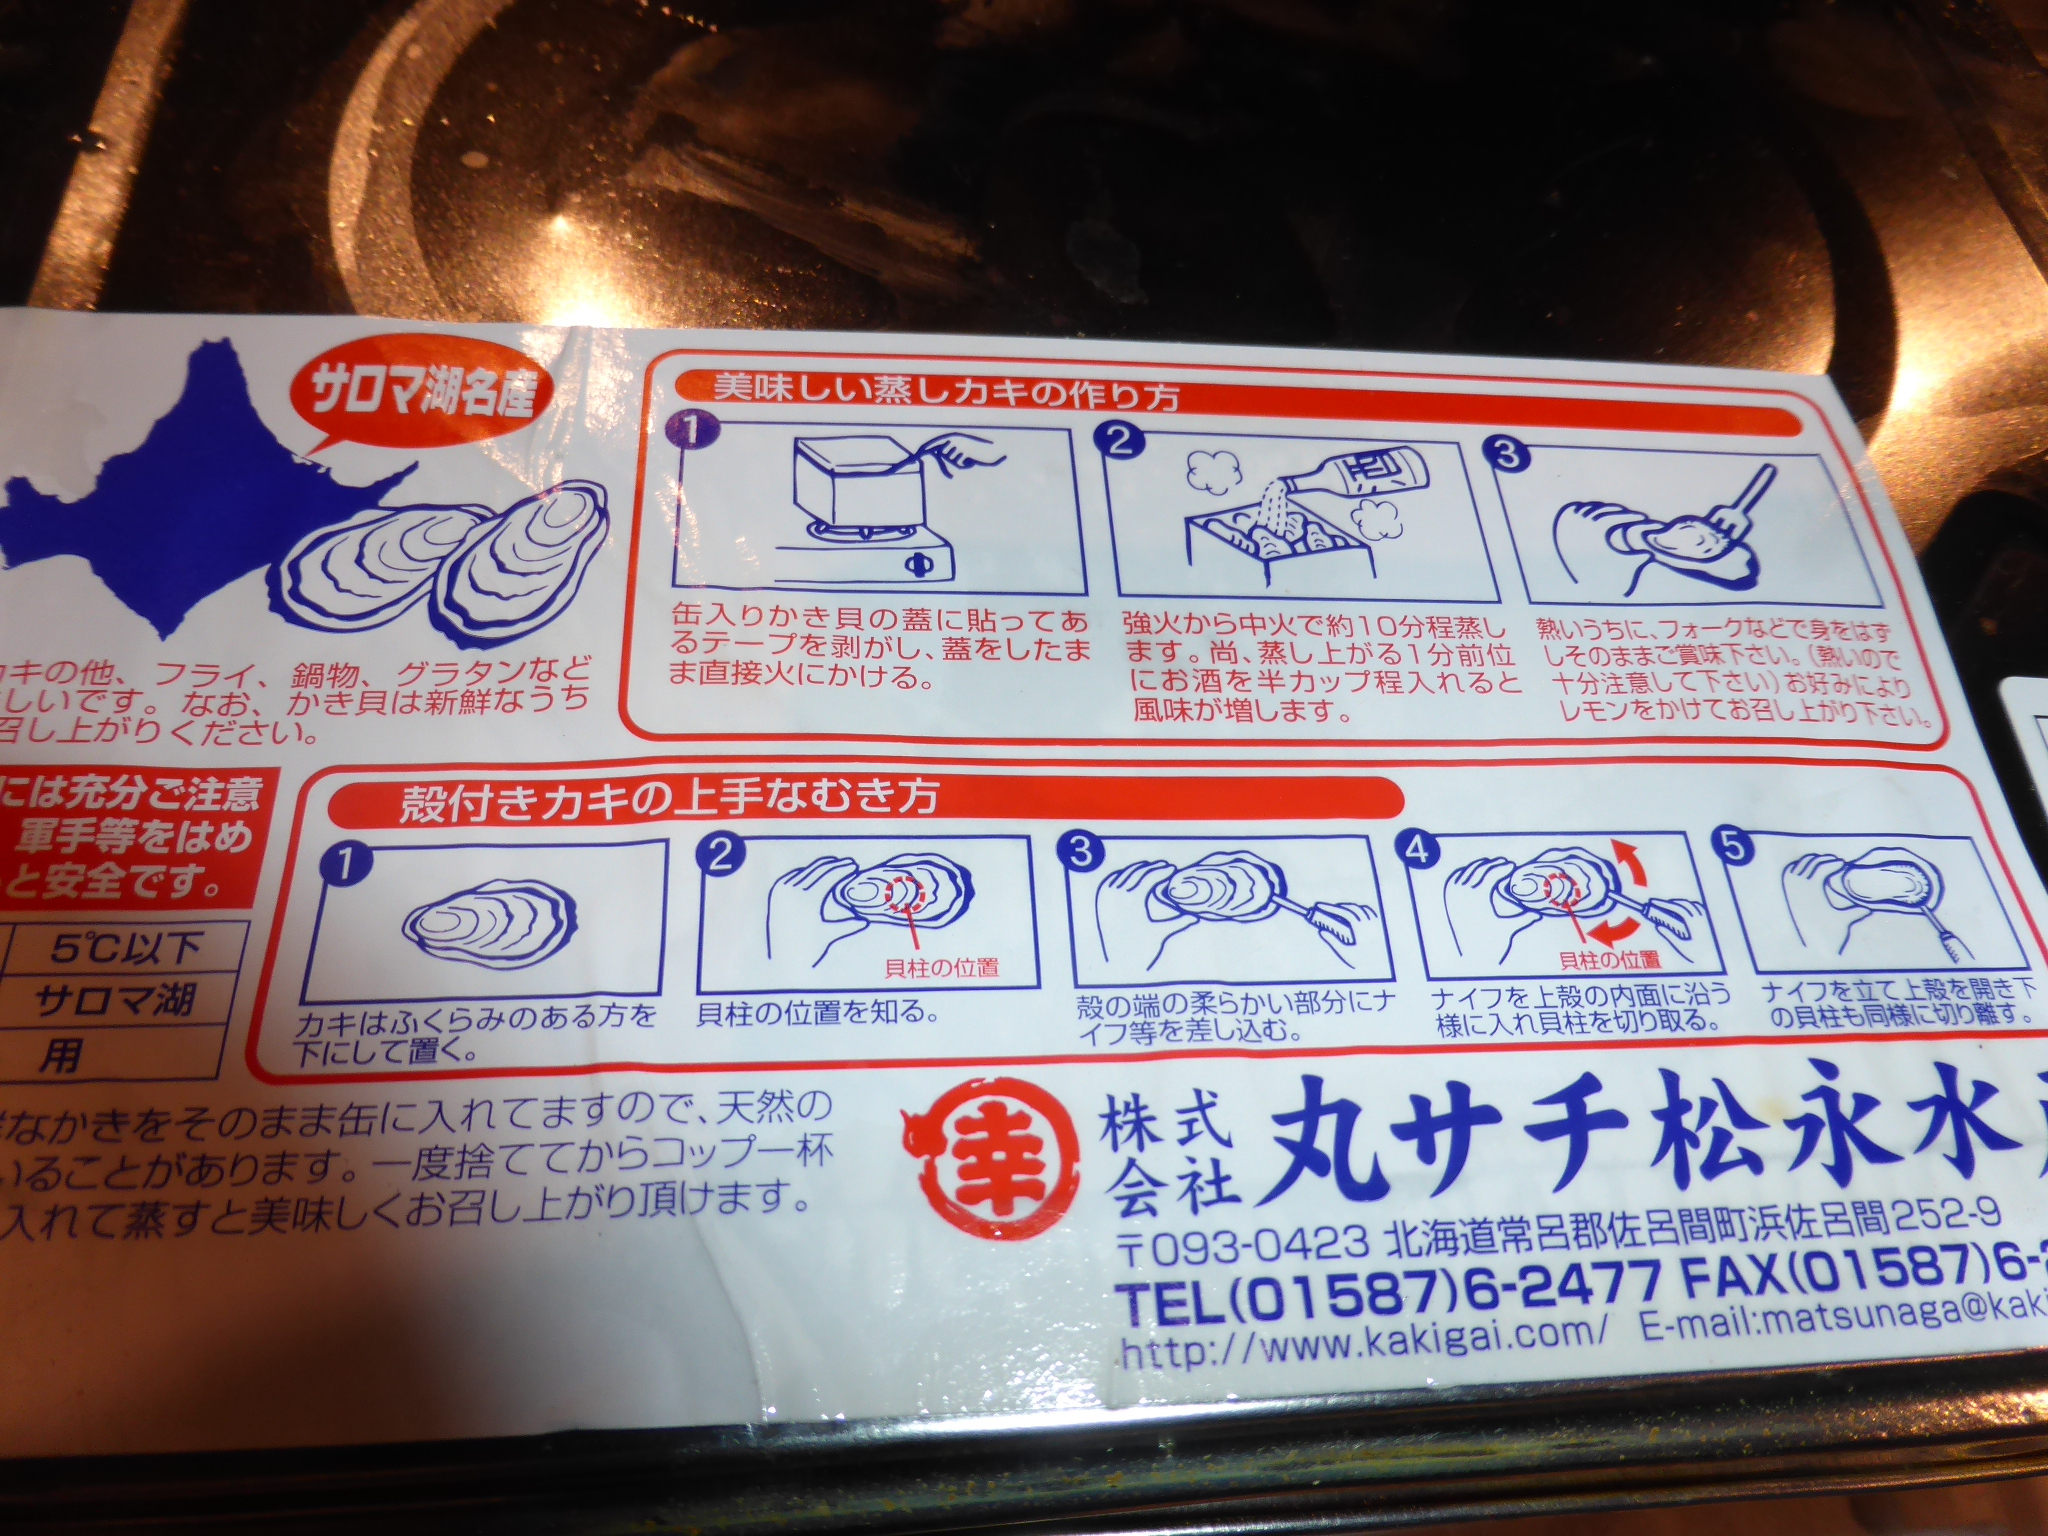 サロマ湖名産
キの他、フライ、鍋物、グラタンなど
しいです。なお、かき貝は新鮮なうち
召し上がりください。
には充分ご注意
軍手等をはめ
と安全です。
5℃以下
サロマ湖
用
美味しい蒸しカキの作り方
1
缶入りかき貝の蓋に貼ってあ
るテープを剥がし、蓋をしたま
ま直接火にかける。
2
強火から中火で約10分程蒸し
ます。尚、蒸し上がる1分前位
にお酒を半カップ程入れると
風味が増します。
3
熱いうちに、フォークなどで身をはず
しそのままご賞味下さい。(熱いので
十分注意して下さい)お好みにより
レモンをかけてお召し上がり下さい。
殻付きカキの上手なむき方
1
カキはふくらみのある方を
下にして置く。
2
貝柱の位置
貝柱の位置を知る。
3
殻の端の柔らかい部分にナ
イフ等を差し込む。
4
貝柱の位置
ナイフを上殻の内面に沿う
様に入れ貝柱を切り取る。
5
ナイフを立て上殻を開き下
の貝柱も同様に切り離す。
なかきをそのまま缶に入れてますので、天然の
いることがあります。一度捨ててからコップ一杯
入れて蒸すと美味しくお召し上がり頂けます。
幸
株式会社 丸サチ松永水
〒093-0423 北海道常呂郡佐呂間町浜佐呂間252-9
TEL(01587)6-2477 FAX(01587)6-2
http://www.kakigai.com/ E-mail:matsunaga@kaki